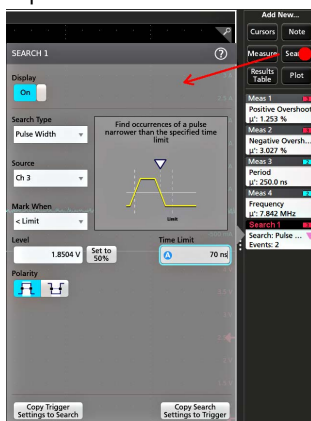 Add
New...
Cursors
Note
Measure
Results
Table
Plot
SEARCH 1
Display
On
Search Type
Pulse Width
Find occurrences of a pulse
narrower than the specified time
limit
Limit
Source
Ch 3
Mark When
< Limit
Level
1.8504 V
Set to
50%
Time Limit
A
70 ns
Polarity
Copy Trigger
Settings to Search
Copy Search
Settings to Trigger
Meas 1
Positive Overshoot
µ': 1.253 %
Meas 2
Negative Oversh...
µ': 3.027 %
Meas 3
Period
µ': 250.0 ns
Meas 4
Frequency
µ': 7.842 MHz
Search 1
Search: Pulse ...
Events: 2